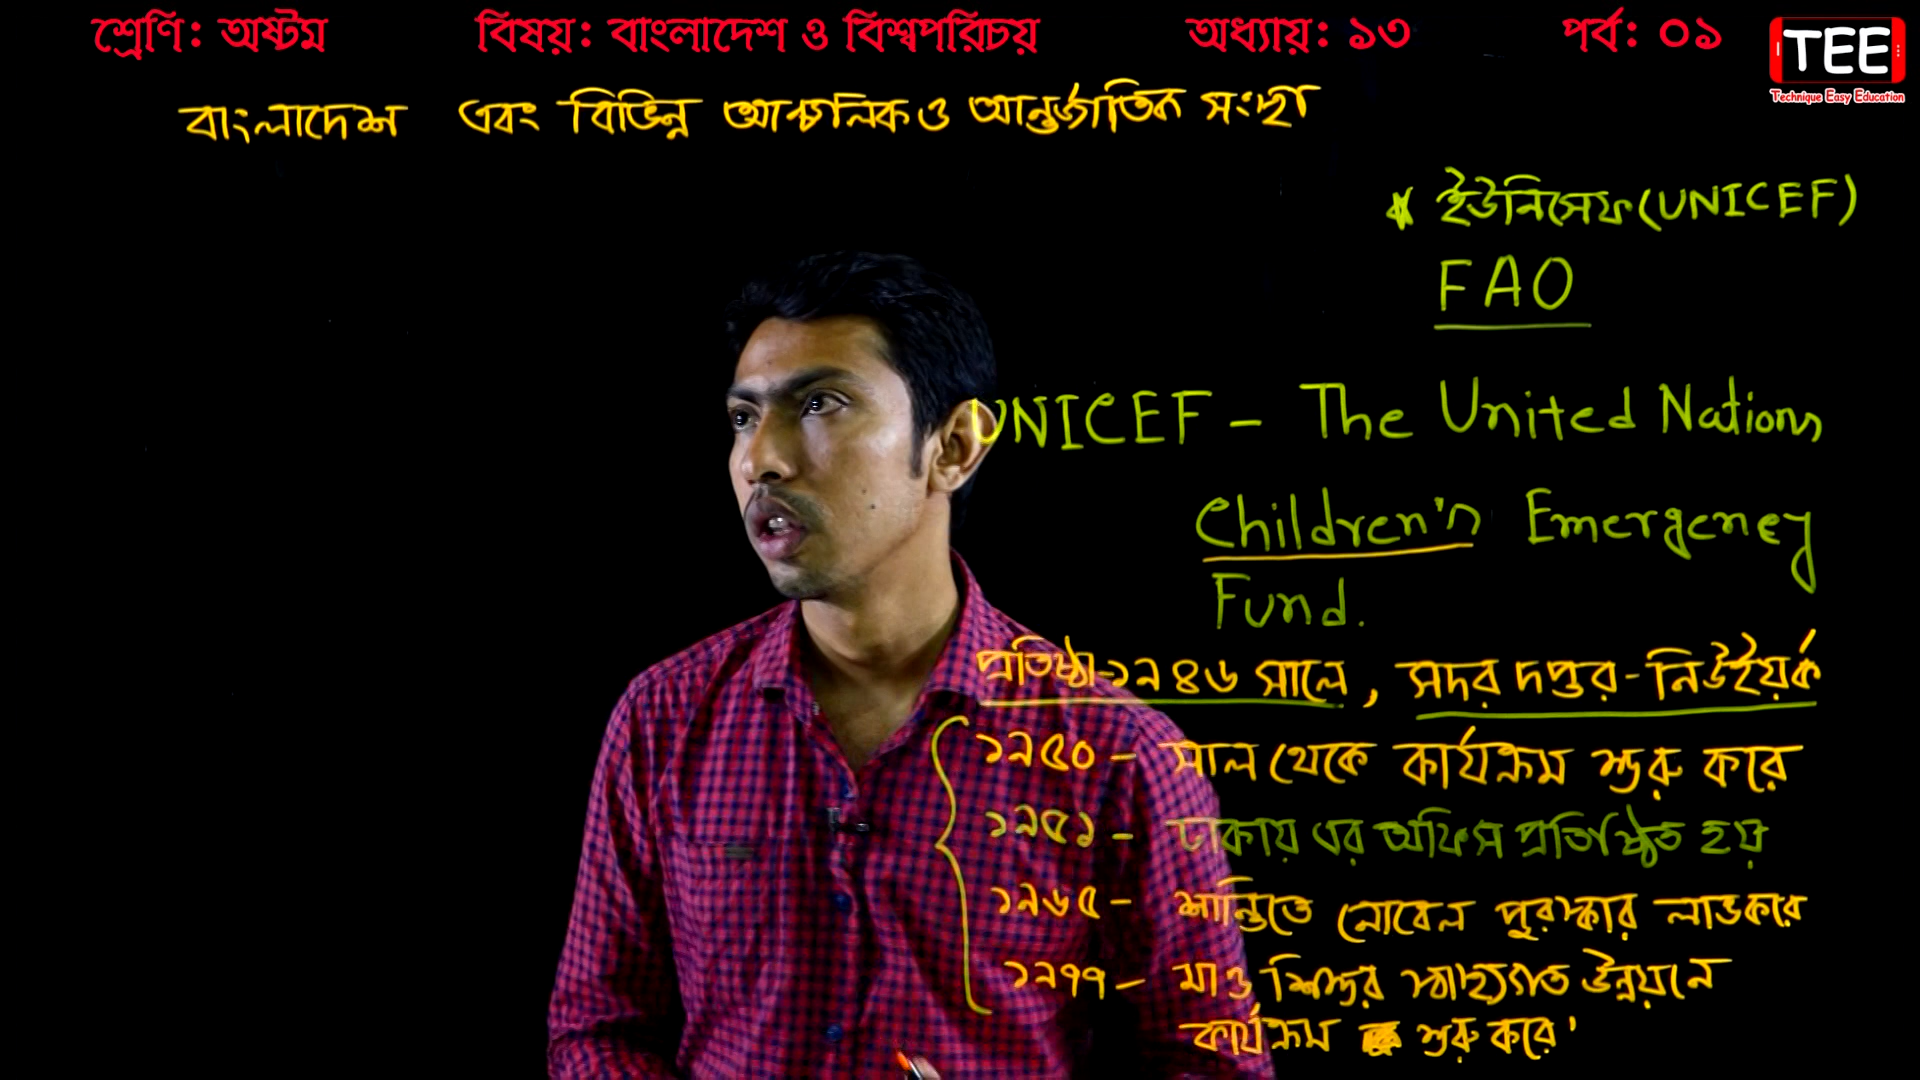 শ্রেণি: অষ্টম বিষয়: বাংলাদেশ ও বিশ্বপরিচয় অধ্যায়: ১৩ পর্ব: ০১
TEE
Technique Easy Education
বাংলাদেশ এবং বিভিন্ন আঞ্চলিক ও আন্তর্জাতিক সংস্থা
* ইউনিসেফ (UNICEF)
FAO
UNICEF - The United Nations
Children's Emergency
Fund.
প্রতিষ্ঠা-১৯৪৬ সালে, সদর দপ্তর-নিউইয়র্ক
১৯৫০ - সাল থেকে কার্যক্রম শুরু করে
১৯৫১ - ঢাকায় এর অফিস প্রতিষ্ঠিত হয়
১৯৬৫ - শান্তিতে নোবেল পুরস্কার লাভ করে
১৯৭৭ - মা ও শিশুর স্বাস্থ্যগত উন্নয়নে
কার্যক্রম শুরু করে।